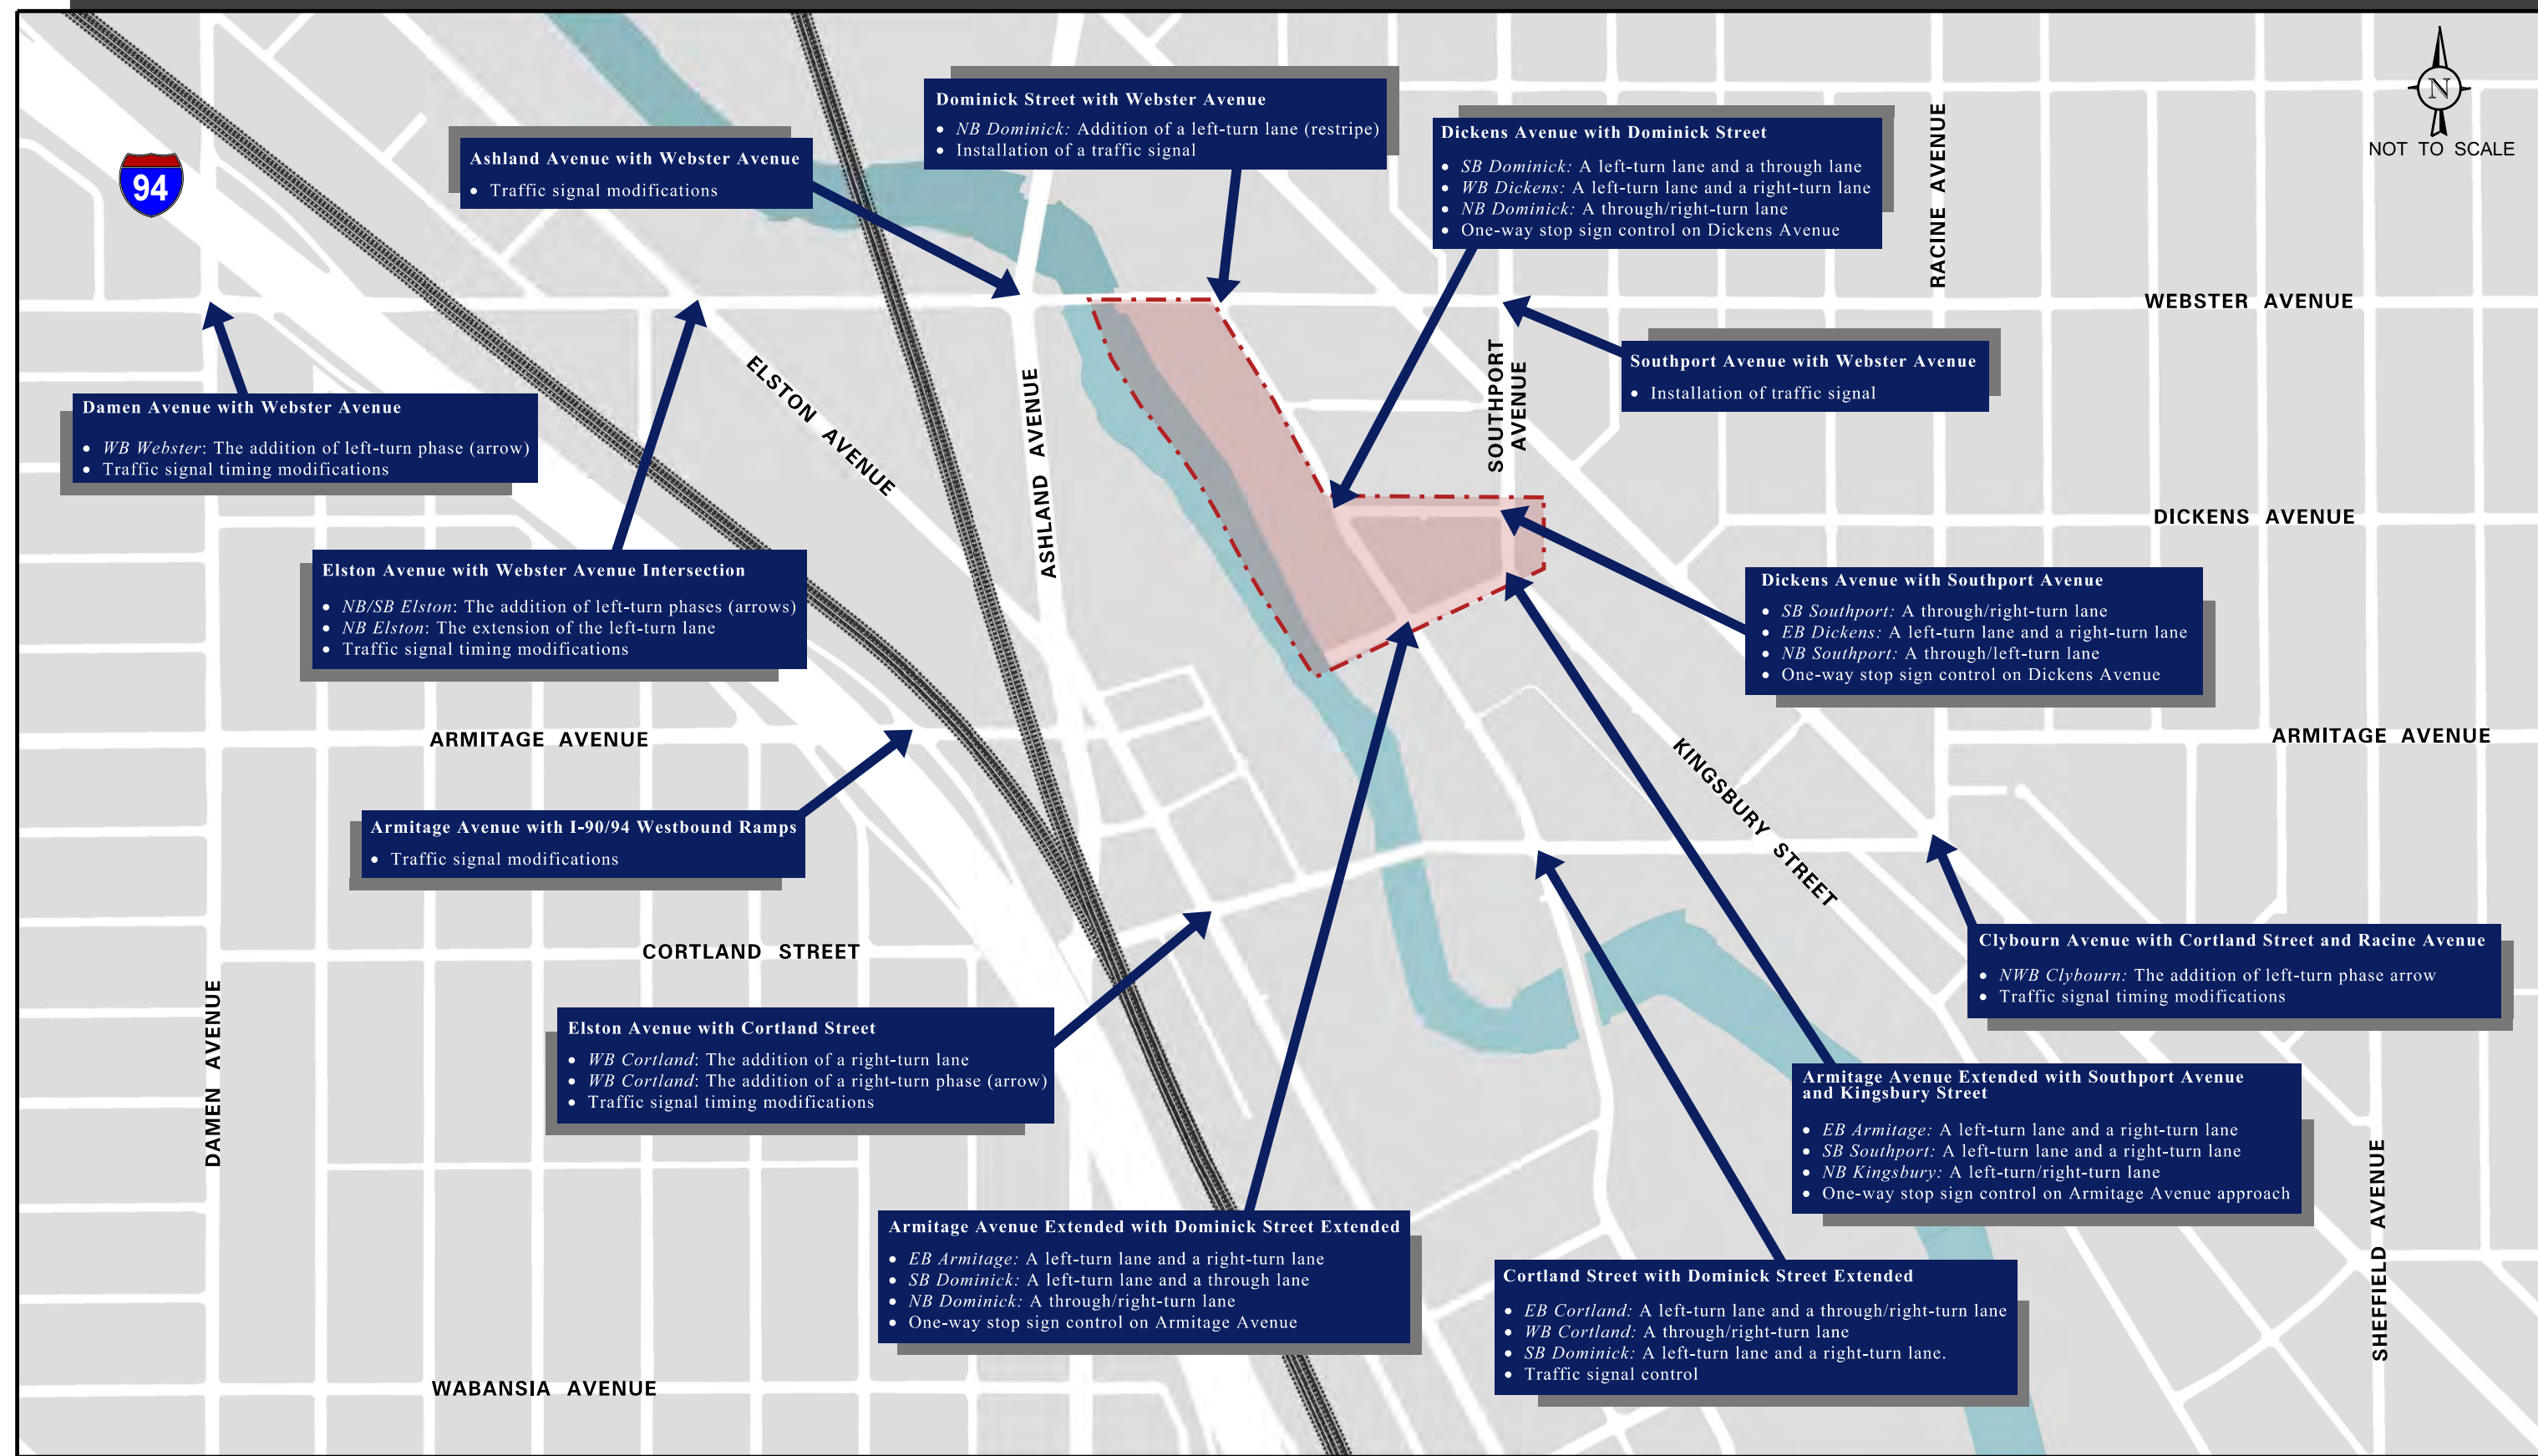 94
N
NOT TO SCALE
Dominick Street with Webster Avenue
• NB Dominick: Addition of a left-turn lane (restripe)
• Installation of a traffic signal
Dickens Avenue with Dominick Street
• SB Dominick: A left-turn lane and a through lane
• WB Dickens: A left-turn lane and a right-turn lane
• NB Dominick: A through/right-turn lane
• One-way stop sign control on Dickens Avenue
Ashland Avenue with Webster Avenue
• Traffic signal modifications
RACINE AVENUE
WEBSTER AVENUE
Southport Avenue with Webster Avenue
• Installation of traffic signal
SOUTHPORT
AVENUE
ELSTON AVENUE
ASHLAND AVENUE
Damen Avenue with Webster Avenue
• WB Webster: The addition of left-turn phase (arrow)
• Traffic signal timing modifications
DICKENS AVENUE
Elston Avenue with Webster Avenue Intersection
• NB/SB Elston: The addition of left-turn phases (arrows)
• NB Elston: The extension of the left-turn lane
• Traffic signal timing modifications
Dickens Avenue with Southport Avenue
• SB Southport: A through/right-turn lane
• EB Dickens: A left-turn lane and a right-turn lane
• NB Southport: A through/left-turn lane
• One-way stop sign control on Dickens Avenue
ARMITAGE AVENUE
ARMITAGE AVENUE
KINGSBURY STREET
Armitage Avenue with I-90/94 Westbound Ramps
• Traffic signal modifications
CORTLAND STREET
Clybourn Avenue with Cortland Street and Racine Avenue
• NWB Clybourn: The addition of left-turn phase arrow
• Traffic signal timing modifications
DAMEN AVENUE
Elston Avenue with Cortland Street
• WB Cortland: The addition of a right-turn lane
• WB Cortland: The addition of a right-turn phase (arrow)
• Traffic signal timing modifications
Armitage Avenue Extended with Southport Avenue
and Kingsbury Street
• EB Armitage: A left-turn lane and a right-turn lane
• SB Southport: A left-turn lane and a right-turn lane
• NB Kingsbury: A left-turn/right-turn lane
• One-way stop sign control on Armitage Avenue approach
SHEFFIELD AVENUE
Armitage Avenue Extended with Dominick Street Extended
• EB Armitage: A left-turn lane and a right-turn lane
• SB Dominick: A left-turn lane and a through lane
• NB Dominick: A through/right-turn lane
• One-way stop sign control on Armitage Avenue
Cortland Street with Dominick Street Extended
• EB Cortland: A left-turn lane and a through/right-turn lane
• WB Cortland: A through/right-turn lane
• SB Dominick: A left-turn lane and a right-turn lane.
• Traffic signal control
WABANSIA AVENUE